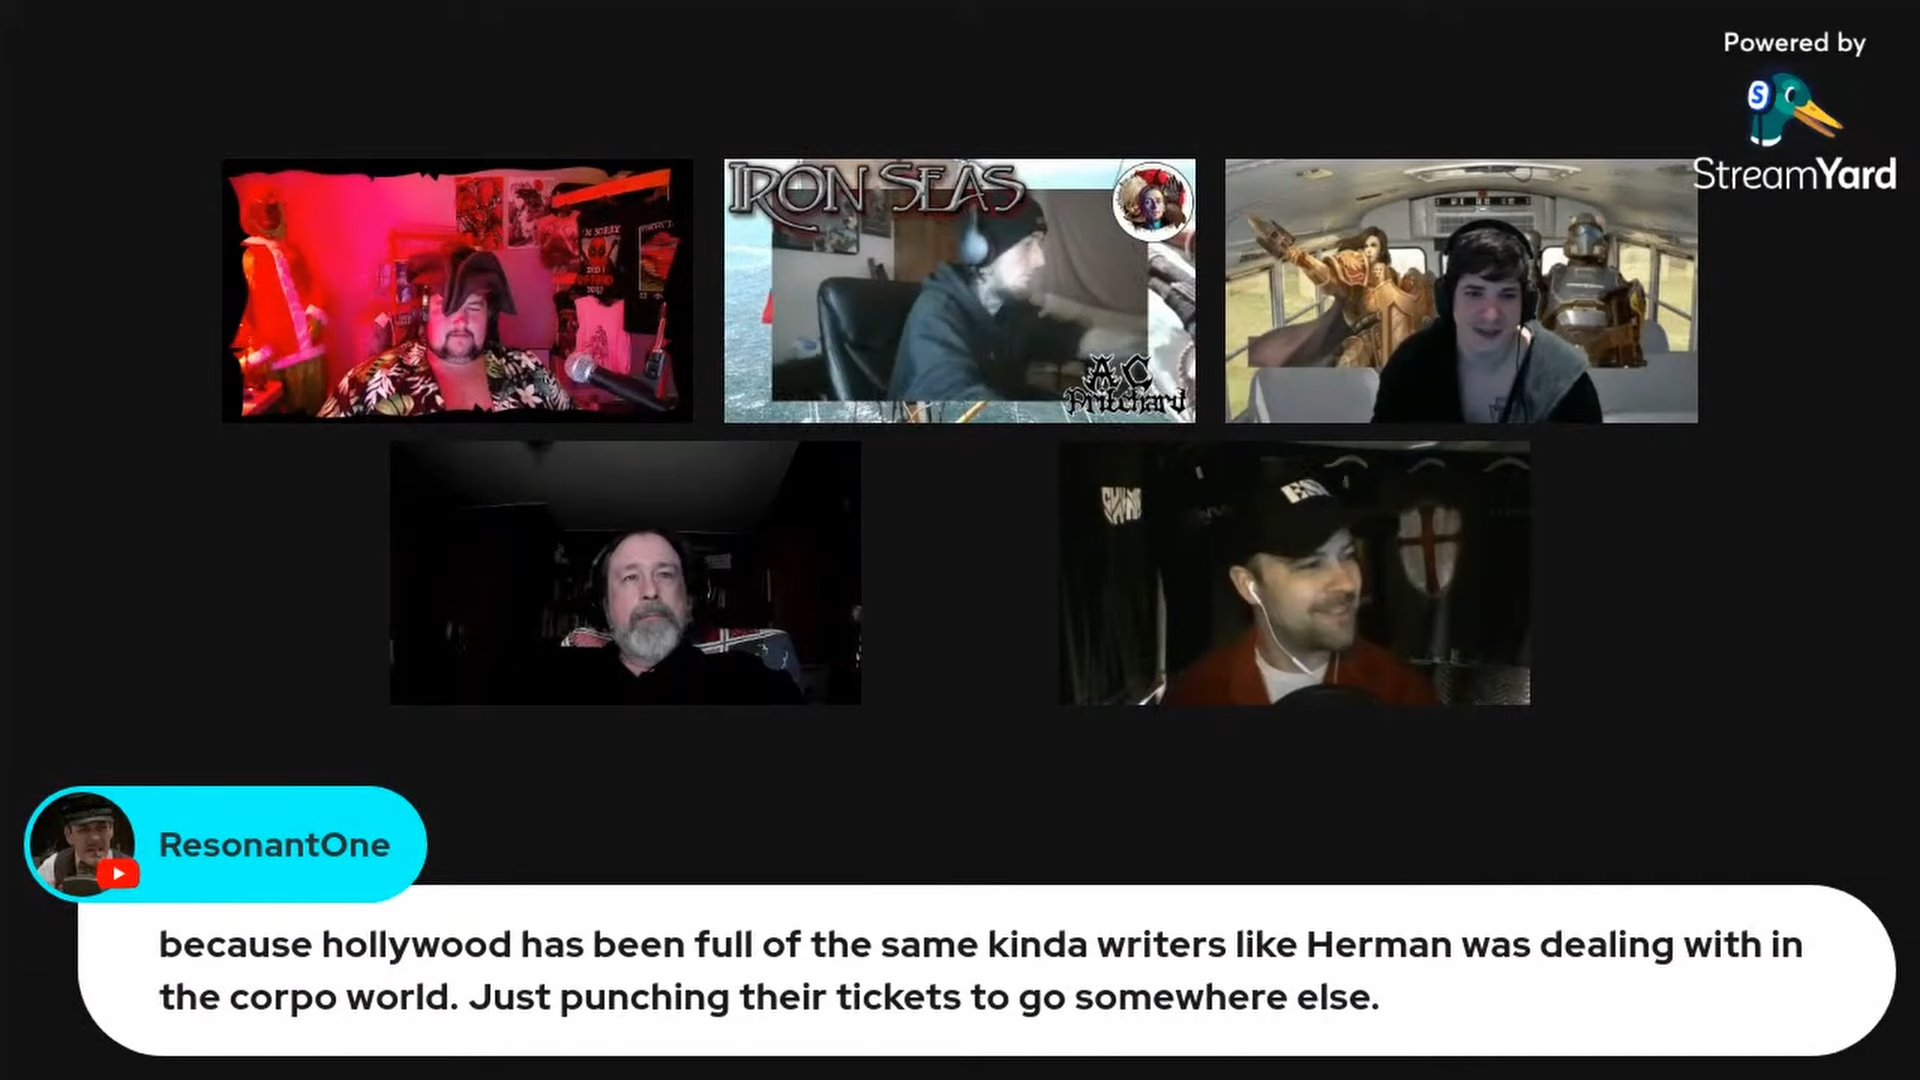 Powered by
StreamYard
IRON SEAS
A C
Pritchard
ResonantOne
because hollywood has been full of the same kinda writers like Herman was dealing with in
the corpo world. Just punching their tickets to go somewhere else.